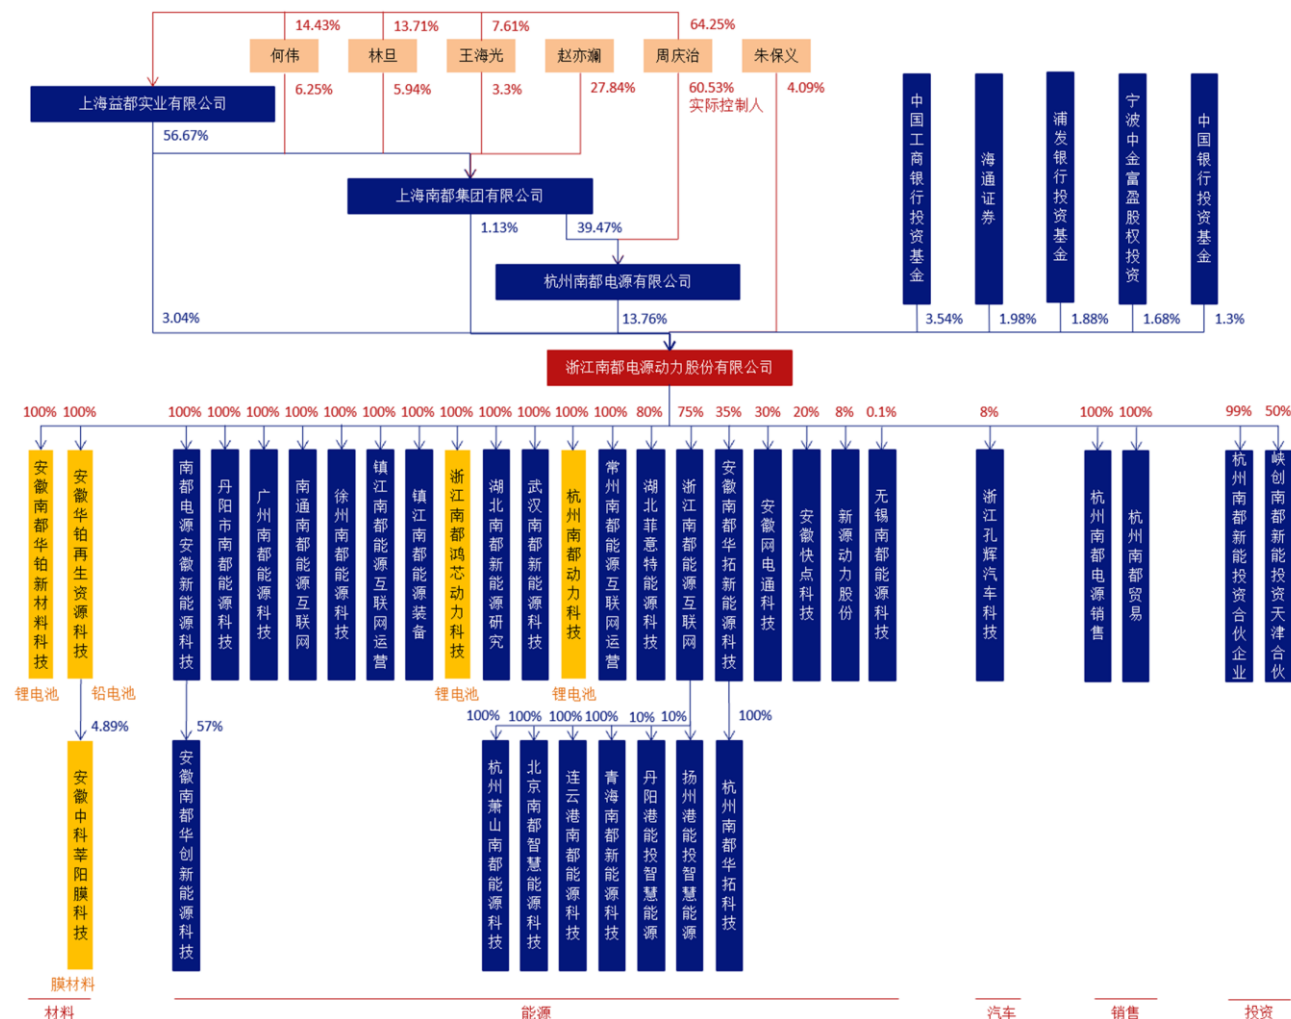 14.43%
13.71%
7.61%
64.25%
何伟
林旦
王海光
赵亦斓
周庆治
朱保义
6.25%
5.94%
3.3%
27.84%
60.53%
实际控制人
4.09%
上海益都实业有限公司
56.67%
上海南都集团有限公司
1.13%
39.47%
杭州南都电源有限公司
3.04%
13.76%
中国工商银行投资基金
海通证券
浦发银行投资基金
宁波中金富盈股权投资
中国银行投资基金
3.54%
1.98%
1.88%
1.68%
1.3%
浙江南都电源动力股份有限公司
100%
100%
100%
100%
100%
100%
100%
100%
100%
100%
100%
100%
100%
100%
80%
75%
35%
30%
20%
8%
0.1%
8%
100%
100%
99%
50%
安徽南都华铂新材料科技
安徽华铂再生资源科技
南都电源安徽新能源科技
丹阳市南都能源科技
广州南都能源科技
南通南都能源互联网
徐州南都能源科技
镇江南都能源互联网运营
镇江南都能源装备
浙江南都鸿芯动力科技
湖北南都新能源研究
武汉南都新能源科技
杭州南都动力科技
常州南都能源互联网运营
湖北菲意特能源科技
浙江南都能源互联网
安徽南都华拓新能源科技
安徽网电通科技
安徽快点科技
新源动力股份
无锡南都能源科技
浙江孔辉汽车科技
杭州南都电源销售
杭州南都贸易
杭州南都新能投资合伙企业
峡创南都新能投资天津合伙
锂电池
铅电池
锂电池
锂电池
4.89%
57%
100%
100%
100%
100%
10%
10%
100%
安徽中科莘阳膜科技
安徽南都华创新能源科技
杭州萧山南都能源科技
北京南都智慧能源科技
连云港南都能源科技
青海南都新能源科技
丹阳港能投智慧能源
扬州港能投智慧能源
杭州南都华拓科技
膜材料
材料
能源
汽车
销售
投资